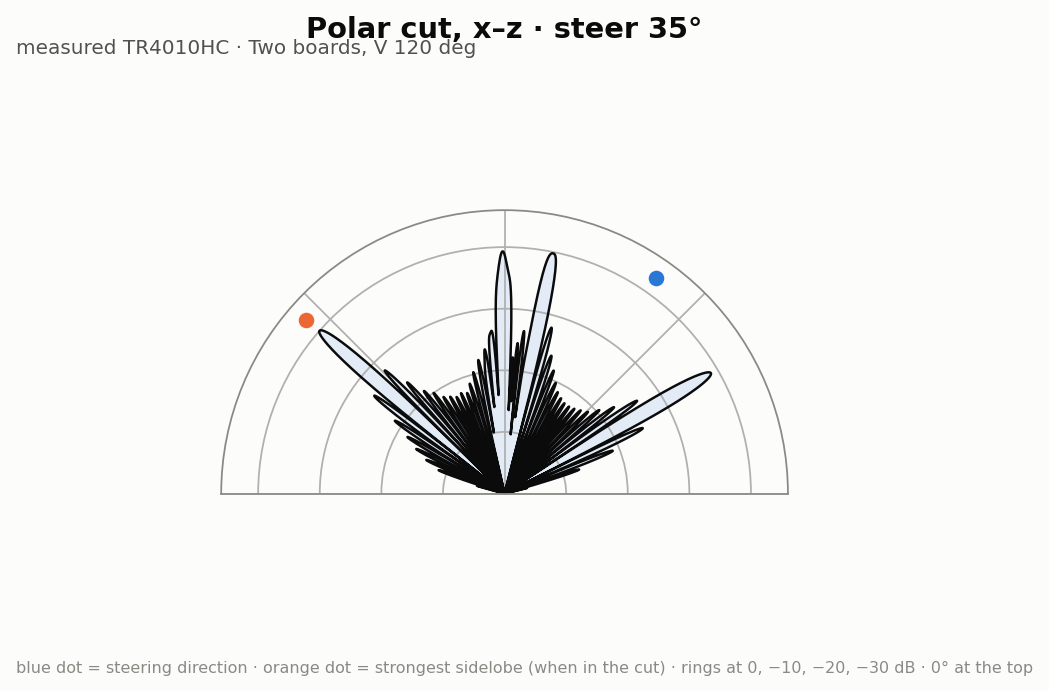 Polar cut, x–z · steer 35°
measured TR4010HC · Two boards, V 120 deg
blue dot = steering direction · orange dot = strongest sidelobe (when in the cut) · rings at 0, −10, −20, −30 dB · 0° at the top